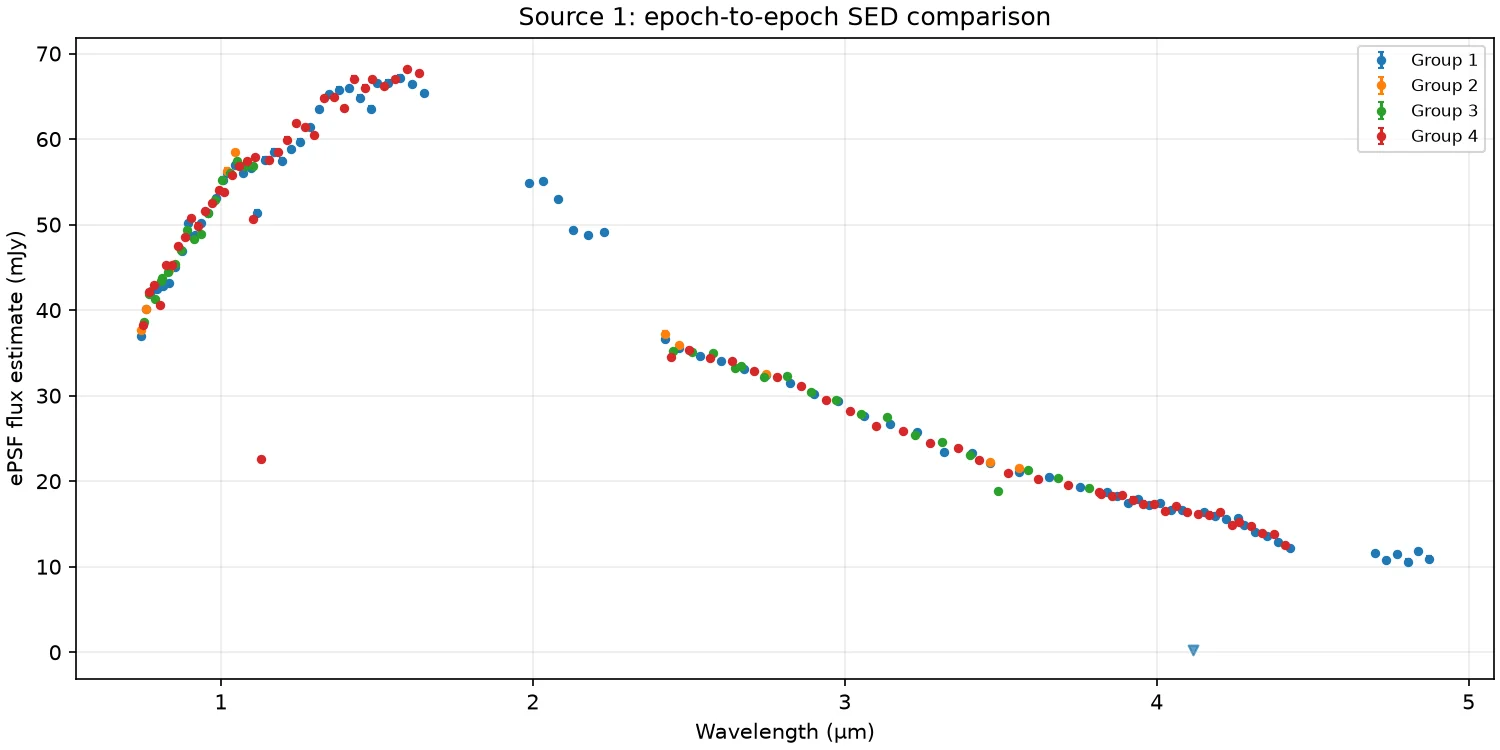 Source 1: epoch-to-epoch SED comparison
ePSF flux estimate (mJy)
70
60
50
40
30
20
10
0
Group 1
Group 2
Group 3
Group 4
1 2 3 4 5
Wavelength (µm)